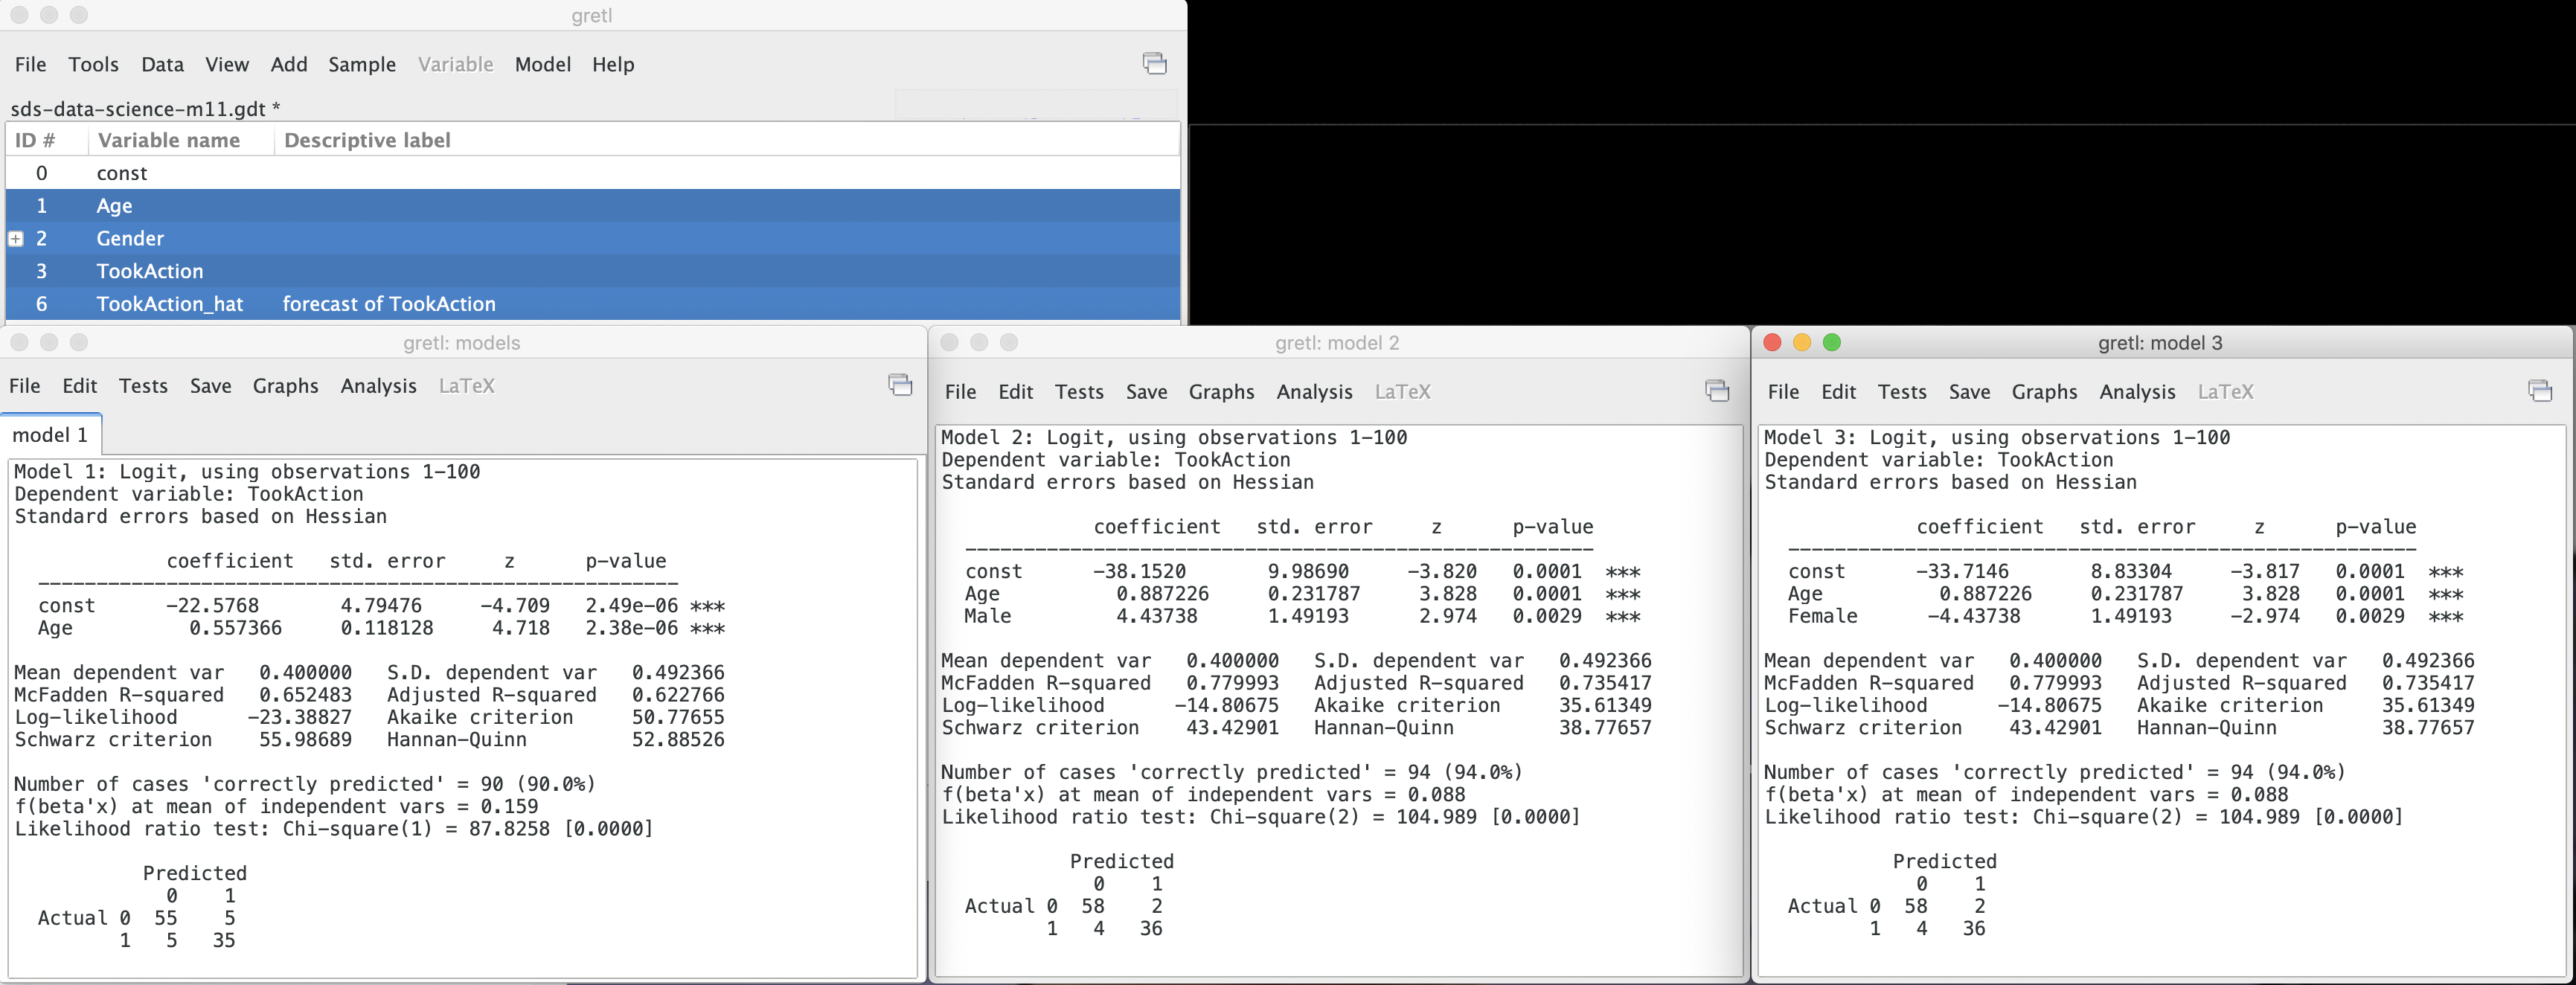 gretl
File Tools Data View Add Sample Variable Model Help
sds-data-science-m11.gdt *
ID # Variable name Descriptive label
0 const
1 Age
2 Gender
3 TookAction
6 TookAction_hat forecast of TookAction
gretl: models
File Edit Tests Save Graphs Analysis LaTeX
model 1
Model 1: Logit, using observations 1-100
Dependent variable: TookAction
Standard errors based on Hessian
coefficient std. error z p-value
---------------------------------------------------------
const -22.5768 4.79476 -4.709 2.49e-06 ***
Age 0.557366 0.118128 4.718 2.38e-06 ***
Mean dependent var 0.400000 S.D. dependent var 0.492366
McFadden R-squared 0.652483 Adjusted R-squared 0.622766
Log-likelihood -23.38827 Akaike criterion 50.77655
Schwarz criterion 55.98689 Hannan-Quinn 52.88526
Number of cases 'correctly predicted' = 90 (90.0%)
f(beta'x) at mean of independent vars = 0.159
Likelihood ratio test: Chi-square(1) = 87.8258 [0.0000]
Predicted
0 1
Actual 0 55 5
1 5 35
gretl: model 2
File Edit Tests Save Graphs Analysis LaTeX
Model 2: Logit, using observations 1-100
Dependent variable: TookAction
Standard errors based on Hessian
coefficient std. error z p-value
---------------------------------------------------------
const -38.1520 9.98690 -3.820 0.0001 ***
Age 0.887226 0.231787 3.828 0.0001 ***
Male 4.43738 1.49193 2.974 0.0029 ***
Mean dependent var 0.400000 S.D. dependent var 0.492366
McFadden R-squared 0.779993 Adjusted R-squared 0.735417
Log-likelihood -14.80675 Akaike criterion 35.61349
Schwarz criterion 43.42901 Hannan-Quinn 38.77657
Number of cases 'correctly predicted' = 94 (94.0%)
f(beta'x) at mean of independent vars = 0.088
Likelihood ratio test: Chi-square(2) = 104.989 [0.0000]
Predicted
0 1
Actual 0 58 2
1 4 36
gretl: model 3
File Edit Tests Save Graphs Analysis LaTeX
Model 3: Logit, using observations 1-100
Dependent variable: TookAction
Standard errors based on Hessian
coefficient std. error z p-value
---------------------------------------------------------
const -33.7146 8.83304 -3.817 0.0001 ***
Age 0.887226 0.231787 3.828 0.0001 ***
Female -4.43738 1.49193 -2.974 0.0029 ***
Mean dependent var 0.400000 S.D. dependent var 0.492366
McFadden R-squared 0.779993 Adjusted R-squared 0.735417
Log-likelihood -14.80675 Akaike criterion 35.61349
Schwarz criterion 43.42901 Hannan-Quinn 38.77657
Number of cases 'correctly predicted' = 94 (94.0%)
f(beta'x) at mean of independent vars = 0.088
Likelihood ratio test: Chi-square(2) = 104.989 [0.0000]
Predicted
0 1
Actual 0 58 2
1 4 36